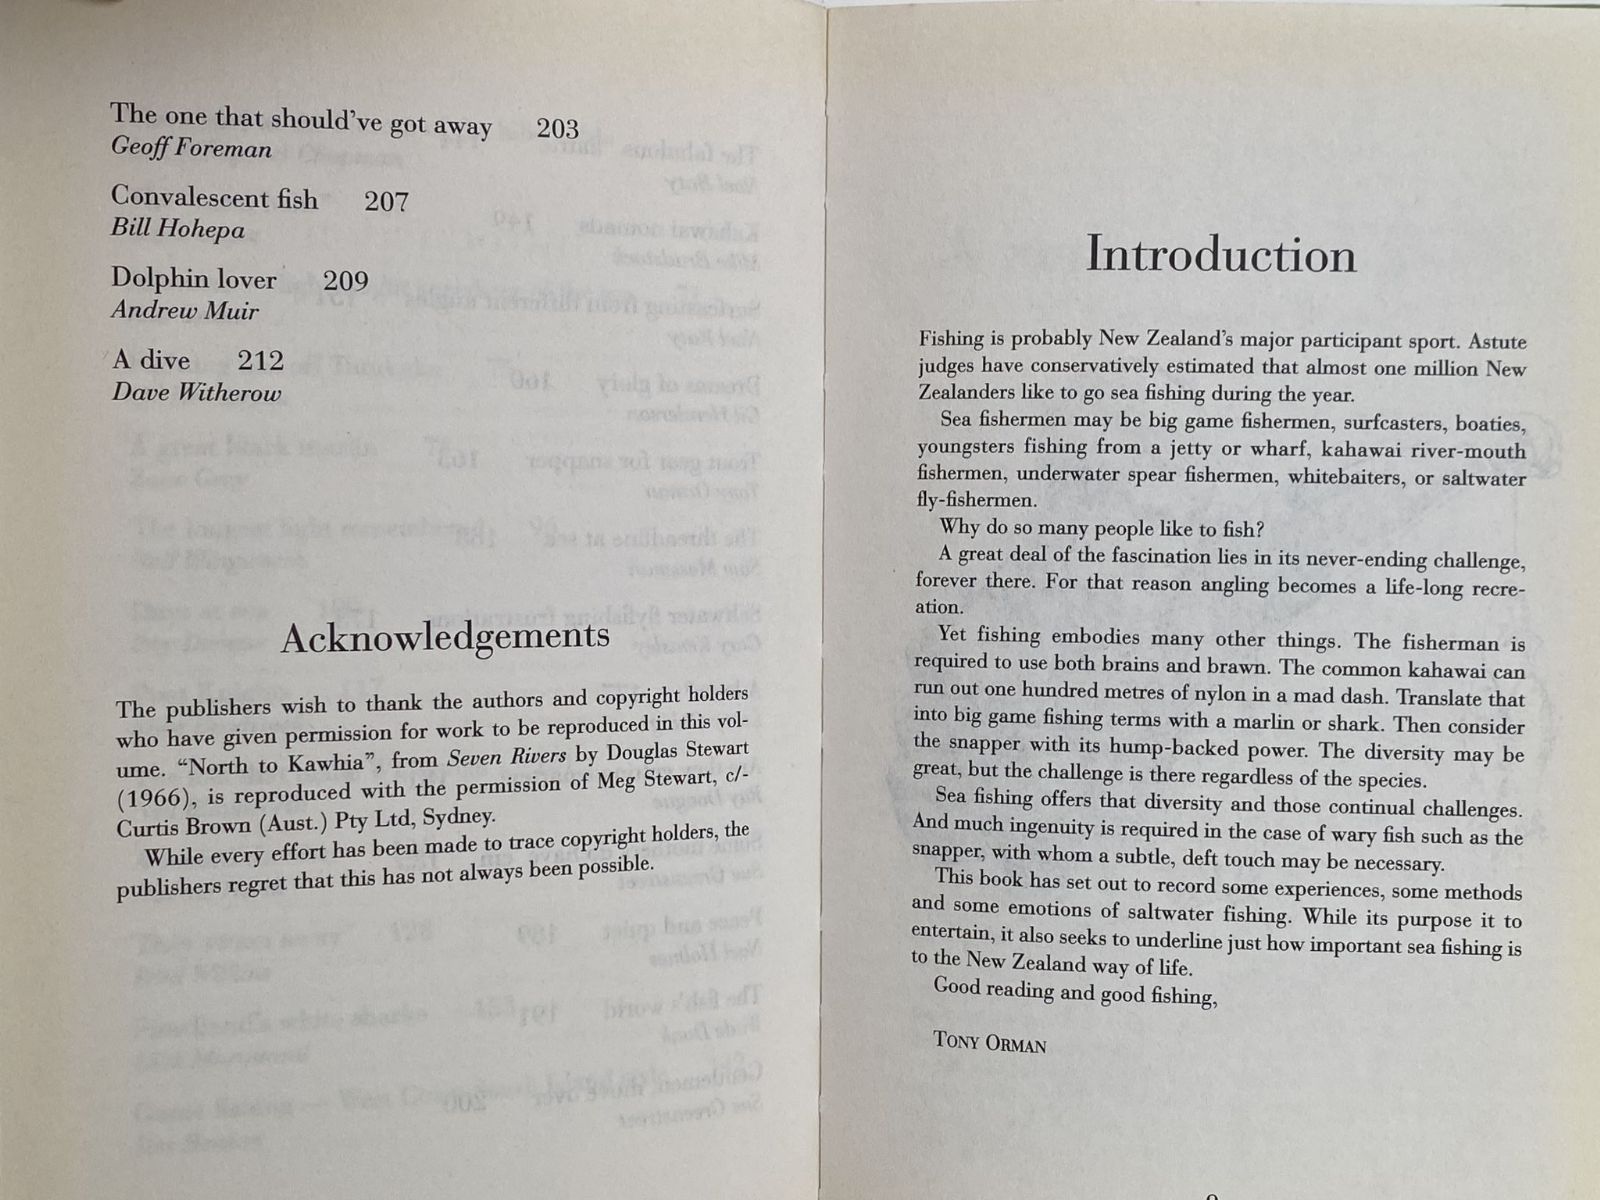 The one that should've got away 203
Geoff Foreman
Convalescent fish 207
Bill Hohepa
Dolphin lover 209
Andrew Muir
A dive 212
Dave Witherow
Acknowledgements
The publishers wish to thank the authors and copyright holders
who have given permission for work to be reproduced in this vol-
ume. “North to Kawhia”, from Seven Rivers by Douglas Stewart
(1966), is reproduced with the permission of Meg Stewart, c/-
Curtis Brown (Aust.) Pty Ltd, Sydney.
While every effort has been made to trace copyright holders, the
publishers regret that this has not always been possible.
Introduction
Fishing is probably New Zealand's major participant sport. Astute
judges have conservatively estimated that almost one million New
Zealanders like to go sea fishing during the year.
Sea fishermen may be big game fishermen, surfcasters, boaties,
youngsters fishing from a jetty or wharf, kahawai river-mouth
fishermen, underwater spear fishermen, whitebaiters, or saltwater
fly-fishermen.
Why do so many people like to fish?
A great deal of the fascination lies in its never-ending challenge,
forever there. For that reason angling becomes a life-long recre-
ation.
Yet fishing embodies many other things. The fisherman is
required to use both brains and brawn. The common kahawai can
run out one hundred metres of nylon in a mad dash. Translate that
into big game fishing terms with a marlin or shark. Then consider
the snapper with its hump-backed power. The diversity may be
great, but the challenge is there regardless of the species.
Sea fishing offers that diversity and those continual challenges.
And much ingenuity is required in the case of wary fish such as the
snapper, with whom a subtle, deft touch may be necessary.
This book has set out to record some experiences, some methods
and some emotions of saltwater fishing. While its purpose it to
entertain, it also seeks to underline just how important sea fishing is
to the New Zealand way of life.
Good reading and good fishing,
TONY ORMAN